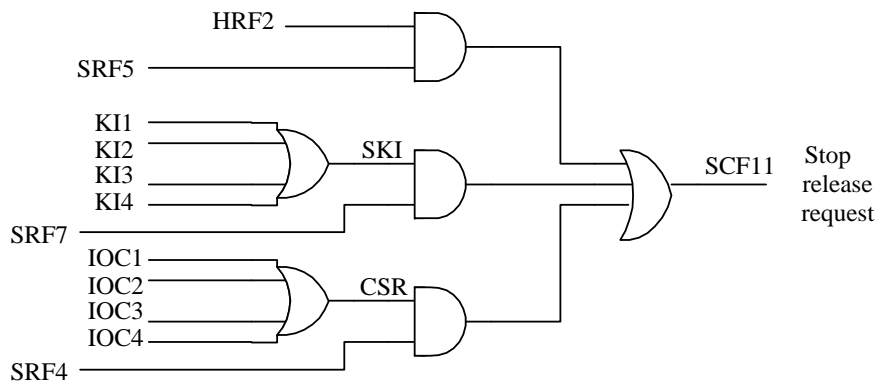 HRF2
SRF5
KI1
KI2
KI3
KI4
SKI
SRF7
IOC1
IOC2
IOC3
IOC4
CSR
SRF4
SCF11
Stop
release
request